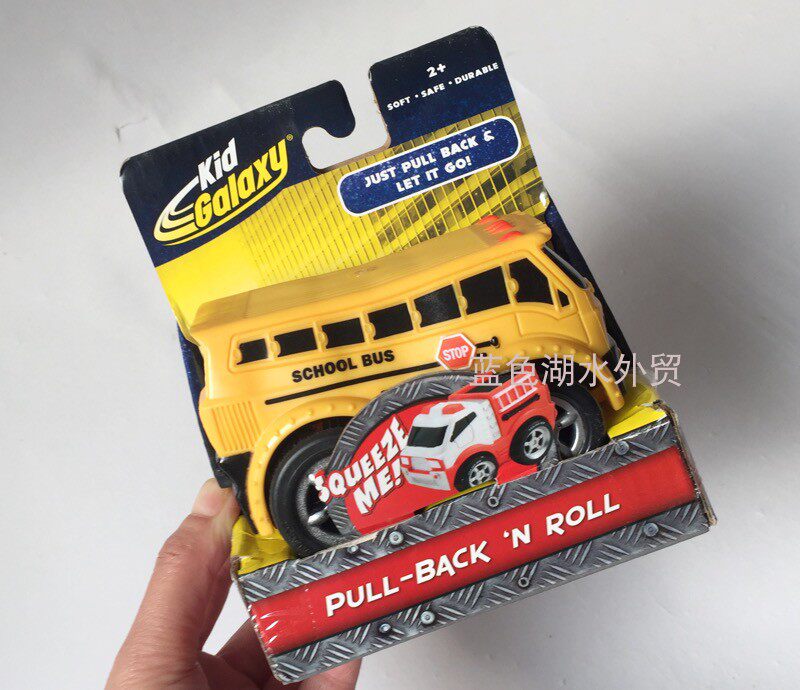 2+
SOFT • SAFE • DURABLE
Kid
Galaxy®
JUST PULL BACK &
LET IT GO!
SCHOOL BUS
STOP
蓝色湖水外贸
SQUEEZE
ME!
PULL-BACK 'N ROLL